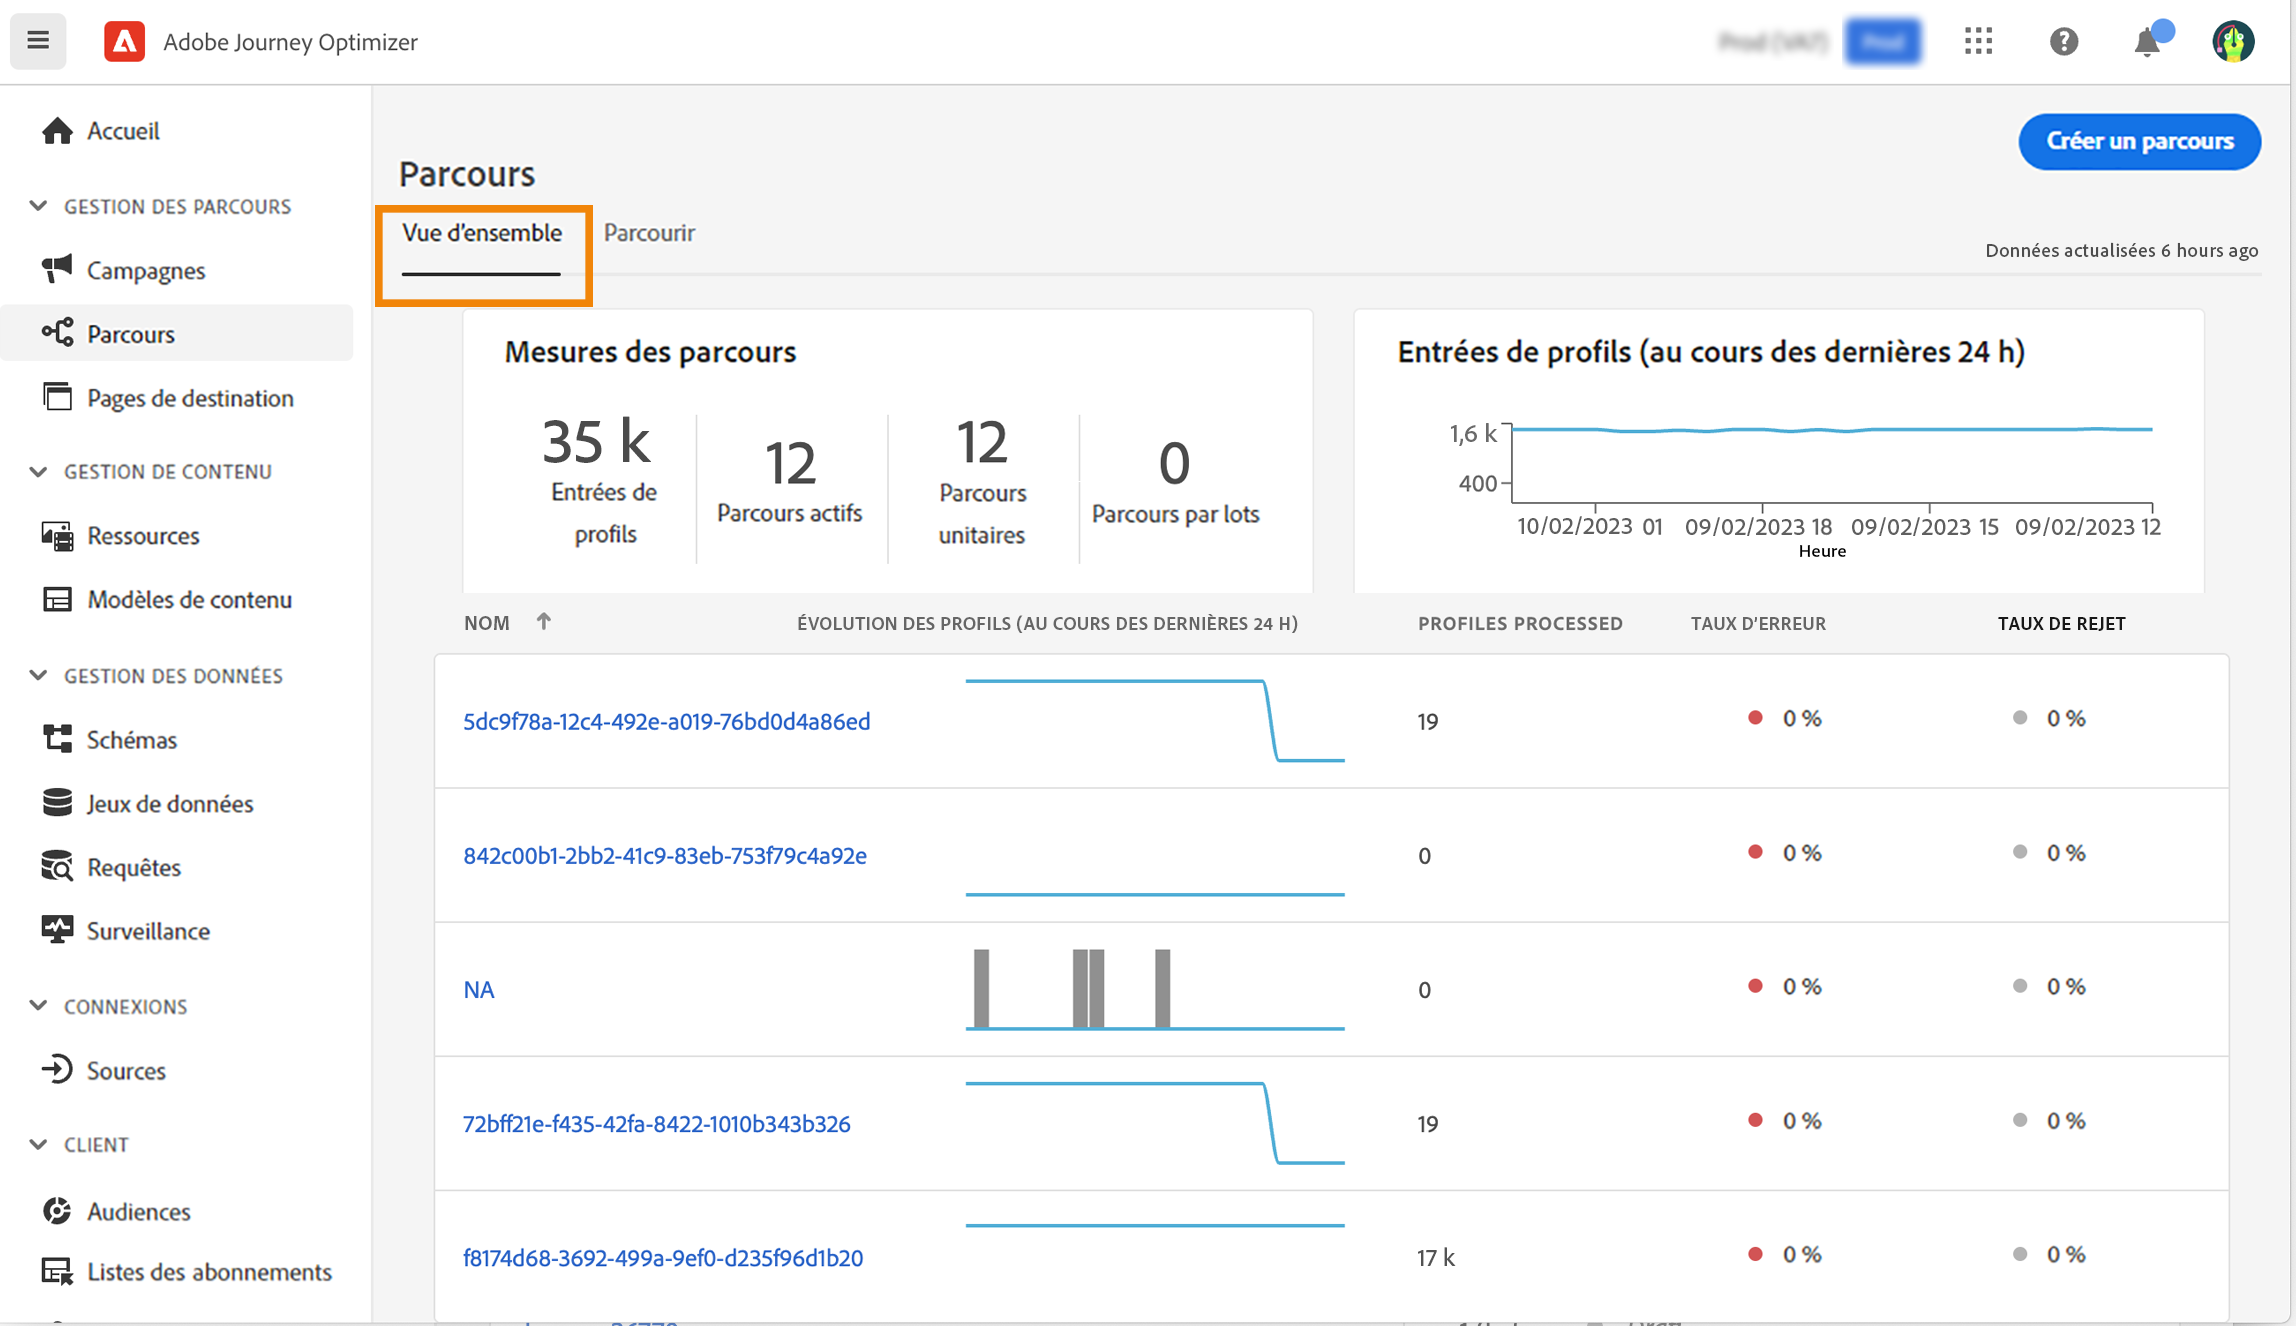 Adobe Journey Optimizer
Accueil
GESTION DES PARCOURS
Campagnes
Parcours
Pages de destination
GESTION DE CONTENU
Ressources
Modèles de contenu
GESTION DES DONNÉES
Schémas
Jeux de données
Requêtes
Surveillance
CONNEXIONS
Sources
CLIENT
Audiences
Listes des abonnements
Créer un parcours
Parcours
Vue d'ensemble Parcourir
Données actualisées 6 hours ago
Mesures des parcours
35 k
Entrées de
profils
12
Parcours actifs
12
Parcours
unitaires
0
Parcours par lots
Entrées de profils (au cours des dernières 24 h)
1,6 k
400
10/02/2023 01 09/02/2023 18 09/02/2023 15 09/02/2023 12
Heure
NOM ÉVOLUTION DES PROFILS (AU COURS DES DERNIÈRES 24 H) PROFILES PROCESSED TAUX D'ERREUR TAUX DE REJET
5dc9f78a-12c4-492e-a019-76bd0d4a86ed 19 0 % 0 %
842c00b1-2bb2-41c9-83eb-753f79c4a92e 0 0 % 0 %
NA 0 0 % 0 %
72bff21e-f435-42fa-8422-1010b343b326 19 0 % 0 %
f8174d68-3692-499a-9ef0-d235f96d1b20 17 k 0 % 0 %